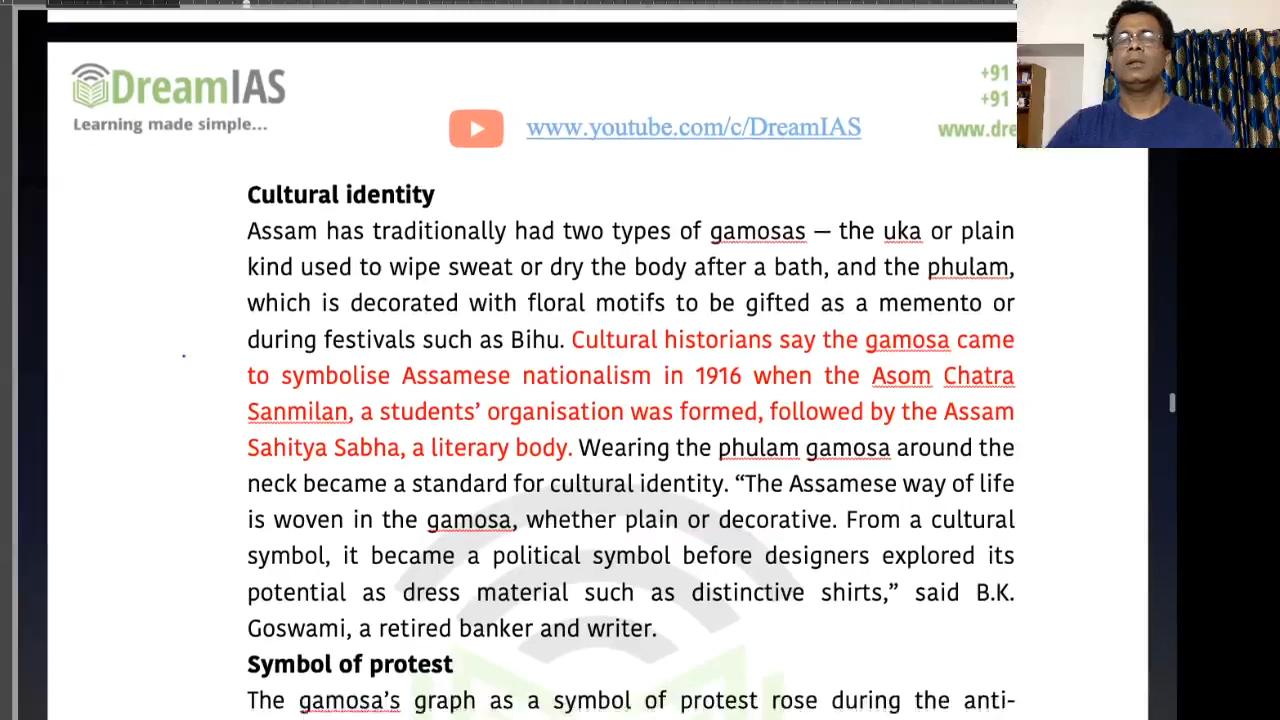 DreamIAS
Learning made simple...
www.youtube.com/c/DreamIAS
+91
+91
www.dre
Cultural identity
Assam has traditionally had two types of gamosas — the uka or plain
kind used to wipe sweat or dry the body after a bath, and the phulam,
which is decorated with floral motifs to be gifted as a memento or
during festivals such as Bihu. Cultural historians say the gamosa came
to symbolise Assamese nationalism in 1916 when the Asom Chatra
Sanmilan, a students’ organisation was formed, followed by the Assam
Sahitya Sabha, a literary body. Wearing the phulam gamosa around the
neck became a standard for cultural identity. “The Assamese way of life
is woven in the gamosa, whether plain or decorative. From a cultural
symbol, it became a political symbol before designers explored its
potential as dress material such as distinctive shirts,” said B.K.
Goswami, a retired banker and writer.
Symbol of protest
The gamosa’s graph as a symbol of protest rose during the anti-